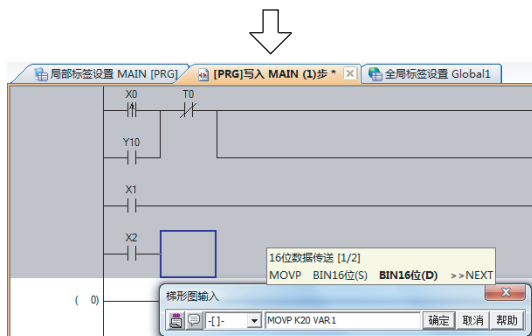 局部标签设置 MAIN [PRG] [PRG]写入 MAIN (1)步 * 全局标签设置 Global1
X0 T0
Y10
X1
X2
16位数据传送 [1/2]
MOVP BIN16位(S) BIN16位(D) >>NEXT
( 0)
梯形图输入
-[]- MOVP K20 VAR1 确定 取消 帮助